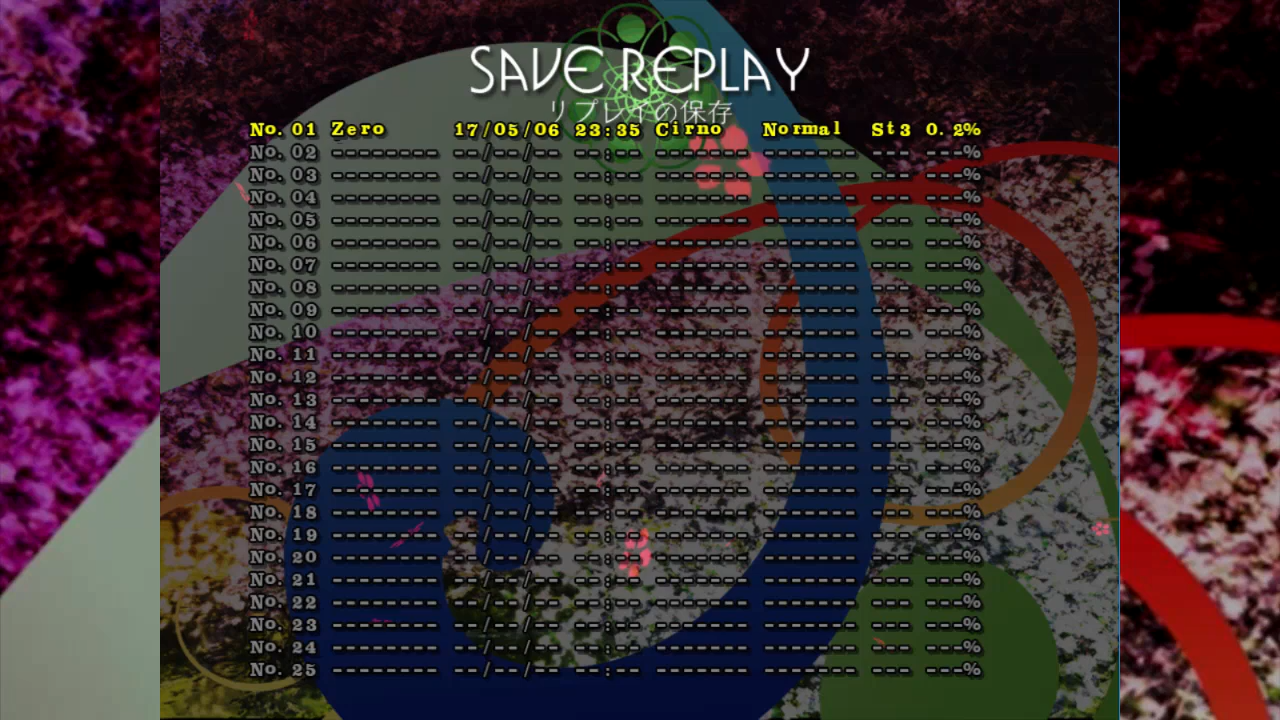 SAVE REPLAY
リプレイの保存
No. 01 Zero 17/05/06 23:35 Cirno Normal St3 0.2%
No. 02 -------- --/--/-- --:-- ------- ------- --- ---%
No. 03 -------- --/--/-- --:-- ------- ------- --- ---%
No. 04 -------- --/--/-- --:-- ------- ------- --- ---%
No. 05 -------- --/--/-- --:-- ------- ------- --- ---%
No. 06 -------- --/--/-- --:-- ------- ------- --- ---%
No. 07 -------- --/--/-- --:-- ------- ------- --- ---%
No. 08 -------- --/--/-- --:-- ------- ------- --- ---%
No. 09 -------- --/--/-- --:-- ------- ------- --- ---%
No. 10 -------- --/--/-- --:-- ------- ------- --- ---%
No. 11 -------- --/--/-- --:-- ------- ------- --- ---%
No. 12 -------- --/--/-- --:-- ------- ------- --- ---%
No. 13 -------- --/--/-- --:-- ------- ------- --- ---%
No. 14 -------- --/--/-- --:-- ------- ------- --- ---%
No. 15 -------- --/--/-- --:-- ------- ------- --- ---%
No. 16 -------- --/--/-- --:-- ------- ------- --- ---%
No. 17 -------- --/--/-- --:-- ------- ------- --- ---%
No. 18 -------- --/--/-- --:-- ------- ------- --- ---%
No. 19 -------- --/--/-- --:-- ------- ------- --- ---%
No. 20 -------- --/--/-- --:-- ------- ------- --- ---%
No. 21 -------- --/--/-- --:-- ------- ------- --- ---%
No. 22 -------- --/--/-- --:-- ------- ------- --- ---%
No. 23 -------- --/--/-- --:-- ------- ------- --- ---%
No. 24 -------- --/--/-- --:-- ------- ------- --- ---%
No. 25 -------- --/--/-- --:-- ------- ------- --- ---%